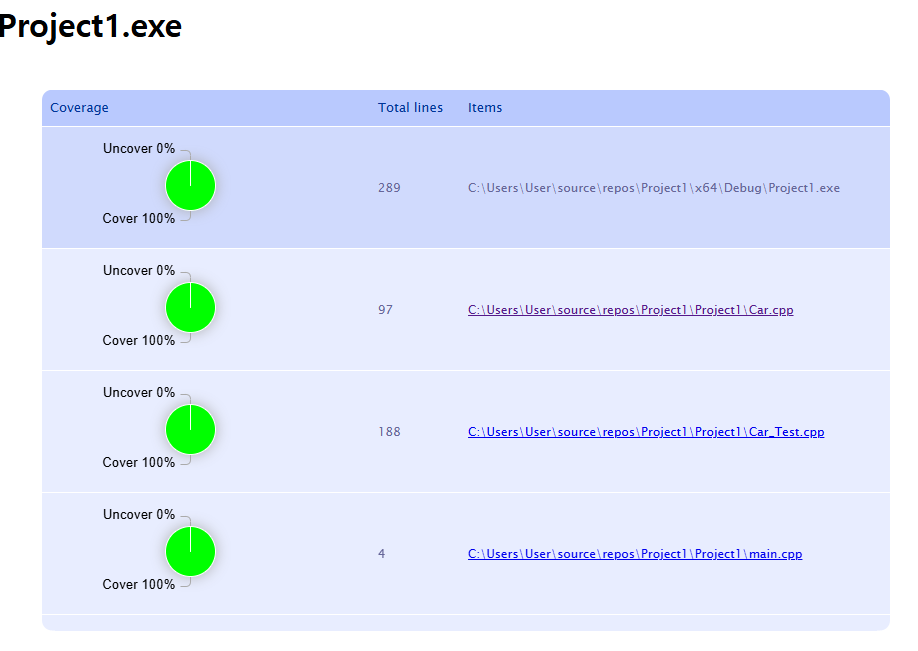 Project1.exe
Coverage Total lines Items
Uncover 0%
289 C:\Users\User\source\repos\Project1\x64\Debug\Project1.exe
Cover 100%
Uncover 0%
97 C:\Users\User\source\repos\Project1\Project1\Car.cpp
Cover 100%
Uncover 0%
188 C:\Users\User\source\repos\Project1\Project1\Car_Test.cpp
Cover 100%
Uncover 0%
4 C:\Users\User\source\repos\Project1\Project1\main.cpp
Cover 100%